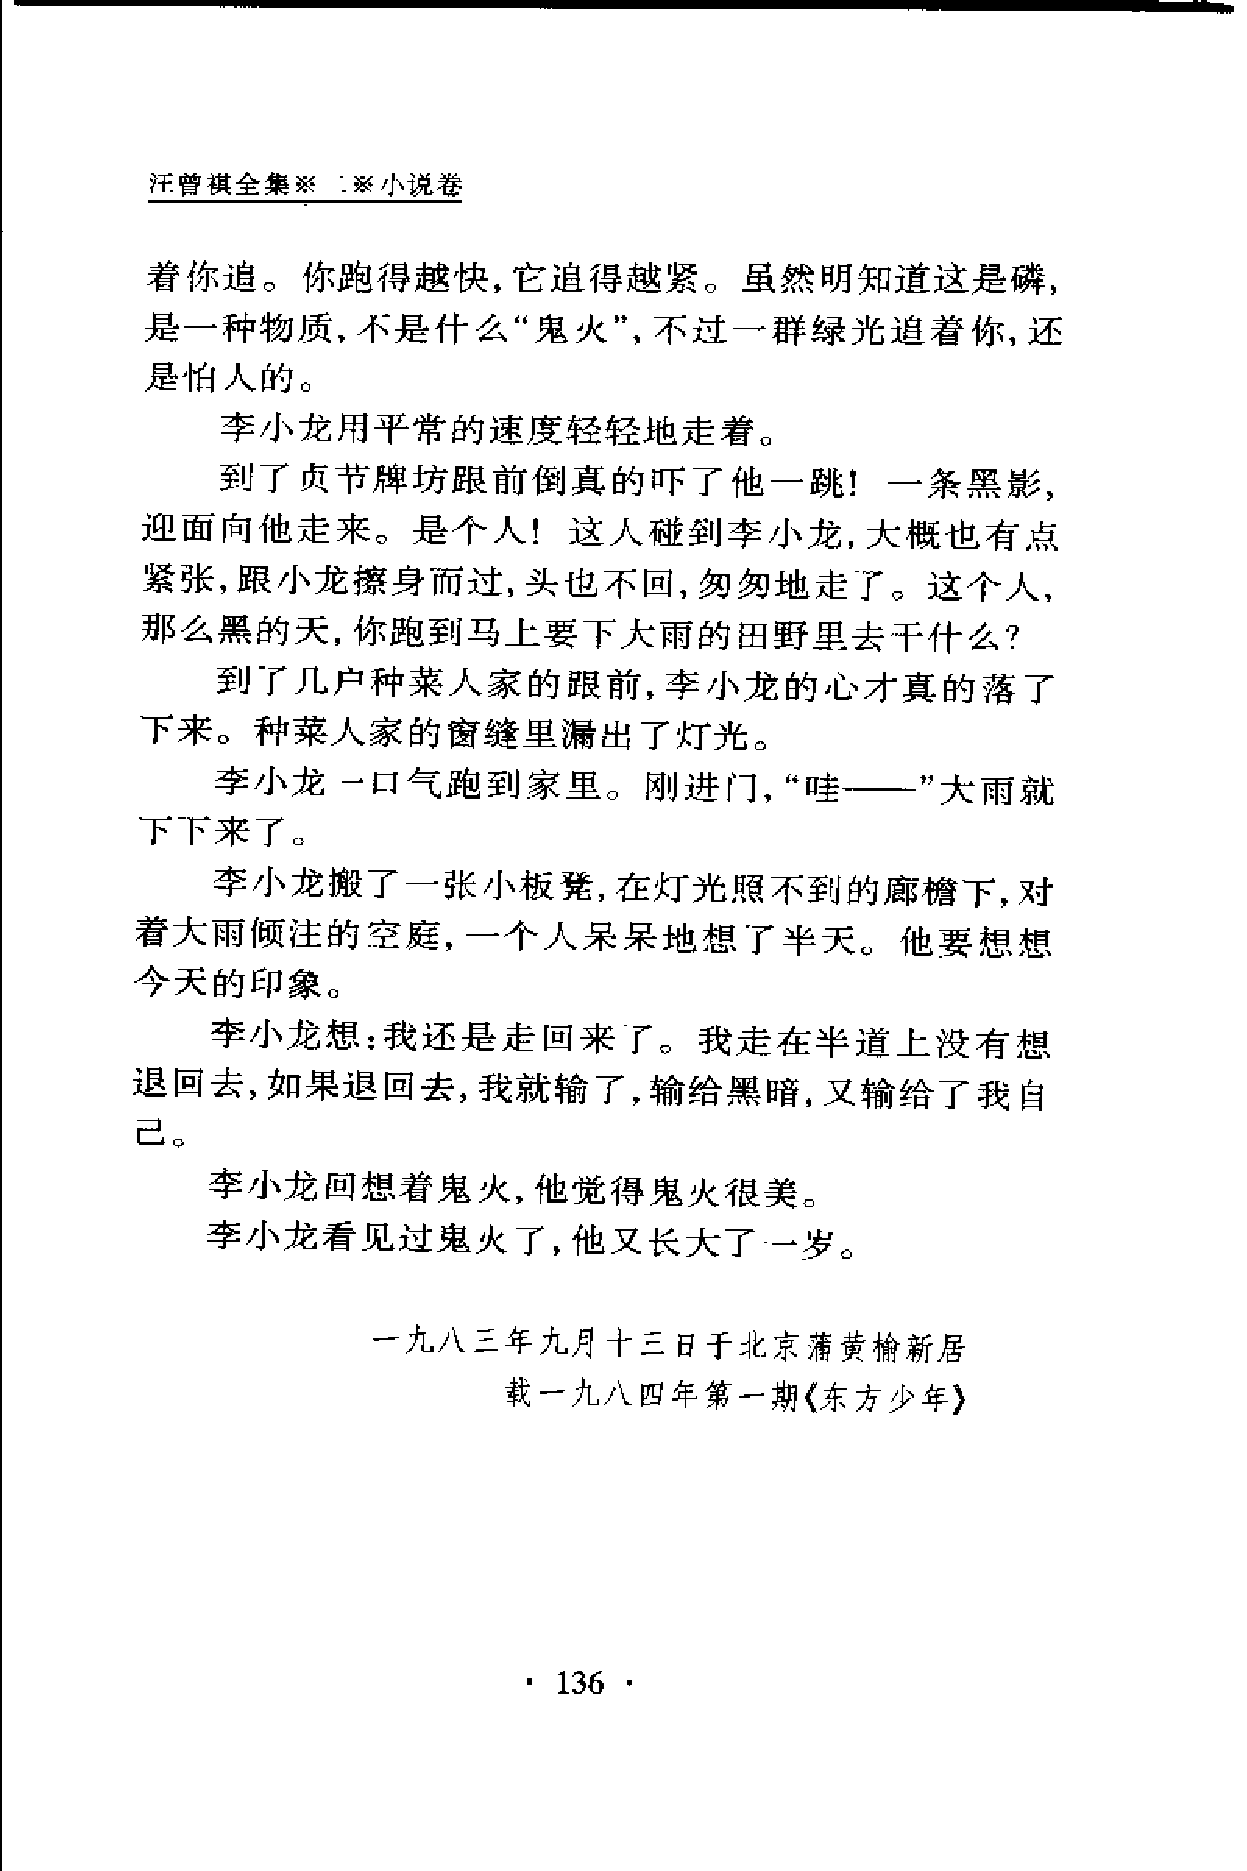 汪曾祺全集※二※小说卷
着你追。你跑得越快,它追得越紧。虽然明知道这是磷,
是一种物质,不是什么“鬼火”,不过一群绿光追着你,还
是怕人的。
李小龙用平常的速度轻轻地走着。
到了贞节牌坊跟前倒真的吓了他一跳!一条黑影,
迎面向他走来。是个人!这人碰到李小龙,大概也有点
紧张,跟小龙擦身而过,头也不回,匆匆地走了。这个人,
那么黑的天,你跑到马上要下大雨的田野里去干什么?
到了几户种菜人家的跟前,李小龙的心才真的落了
下来。种菜人家的窗缝里漏出了灯光。
李小龙一口气跑到家里。刚进门,“哇——”大雨就
下下来了。
李小龙搬了一张小板凳,在灯光照不到的廊檐下,对
着大雨倾注的空庭,一个人呆呆地想了半天。他要想想
今天的印象。
李小龙想:我还是走回来了。我走在半道上没有想
退回去,如果退回去,我就输了,输给黑暗,又输给了我自
己。
李小龙回想着鬼火,他觉得鬼火很美。
李小龙看见过鬼火了,他又长大了一岁。
一九八三年九月十三日于北京蒲黄榆新居
载一九八四年第一期《东方少年》
· 136 ·